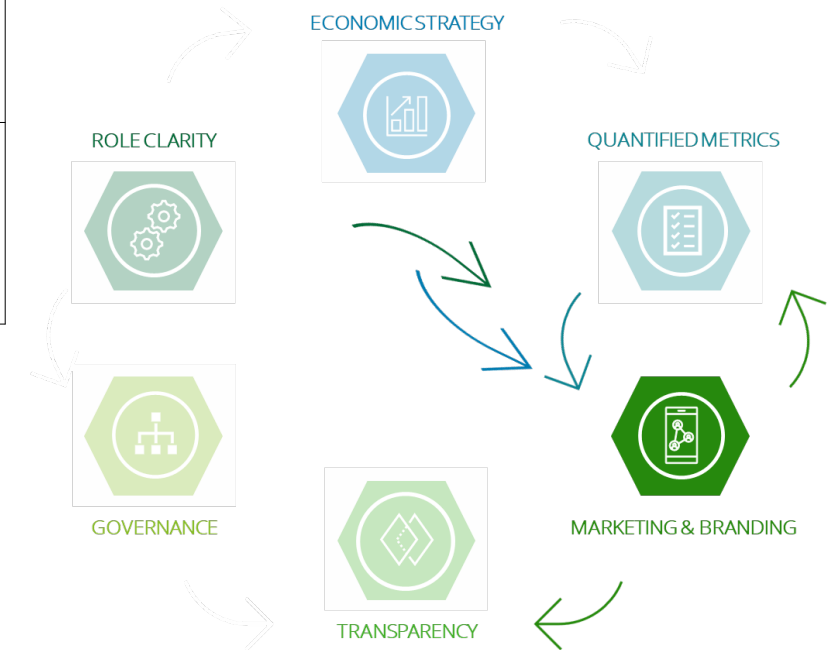 ECONOMIC STRATEGY
ROLE CLARITY
QUANTIFIED METRICS
GOVERNANCE
MARKETING & BRANDING
TRANSPARENCY